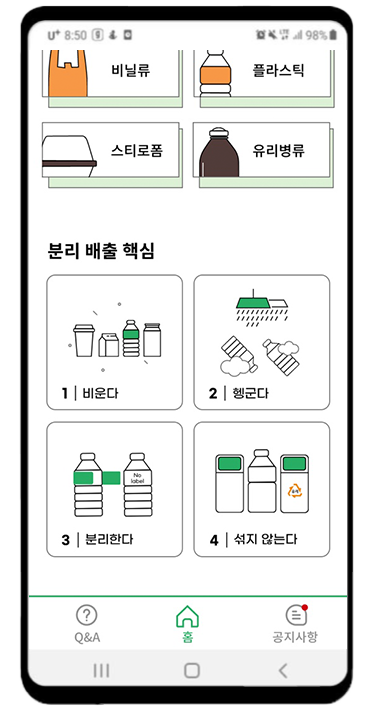 U+ 8:50 LTE 98%
비닐류 플라스틱
스티로폼 유리병류
분리 배출 핵심
1 | 비운다 2 | 헹군다
No label
3 | 분리한다 4 | 섞지 않는다
Q&A 홈 공지사항